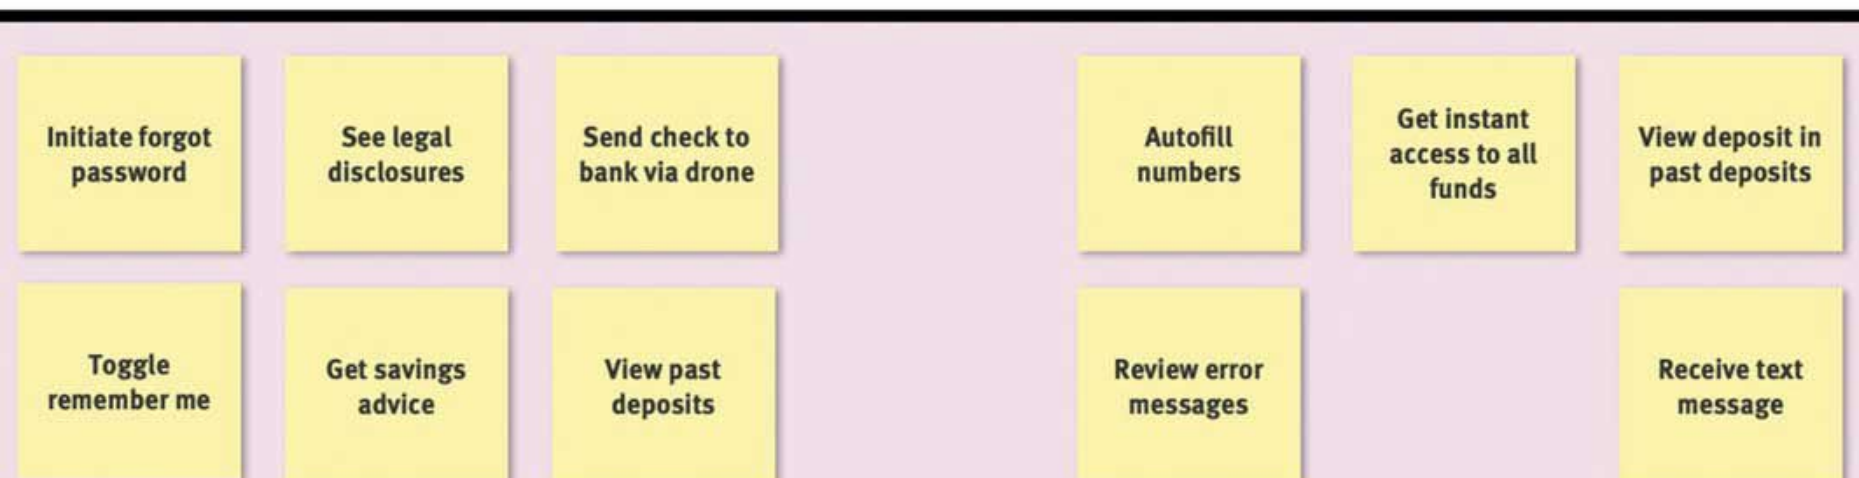 Initiate forgot
password
See legal
disclosures
Send check to
bank via drone
Autofill
numbers
Get instant
access to all
funds
View deposit in
past deposits
Toggle
remember me
Get savings
advice
View past
deposits
Review error
messages
Receive text
message